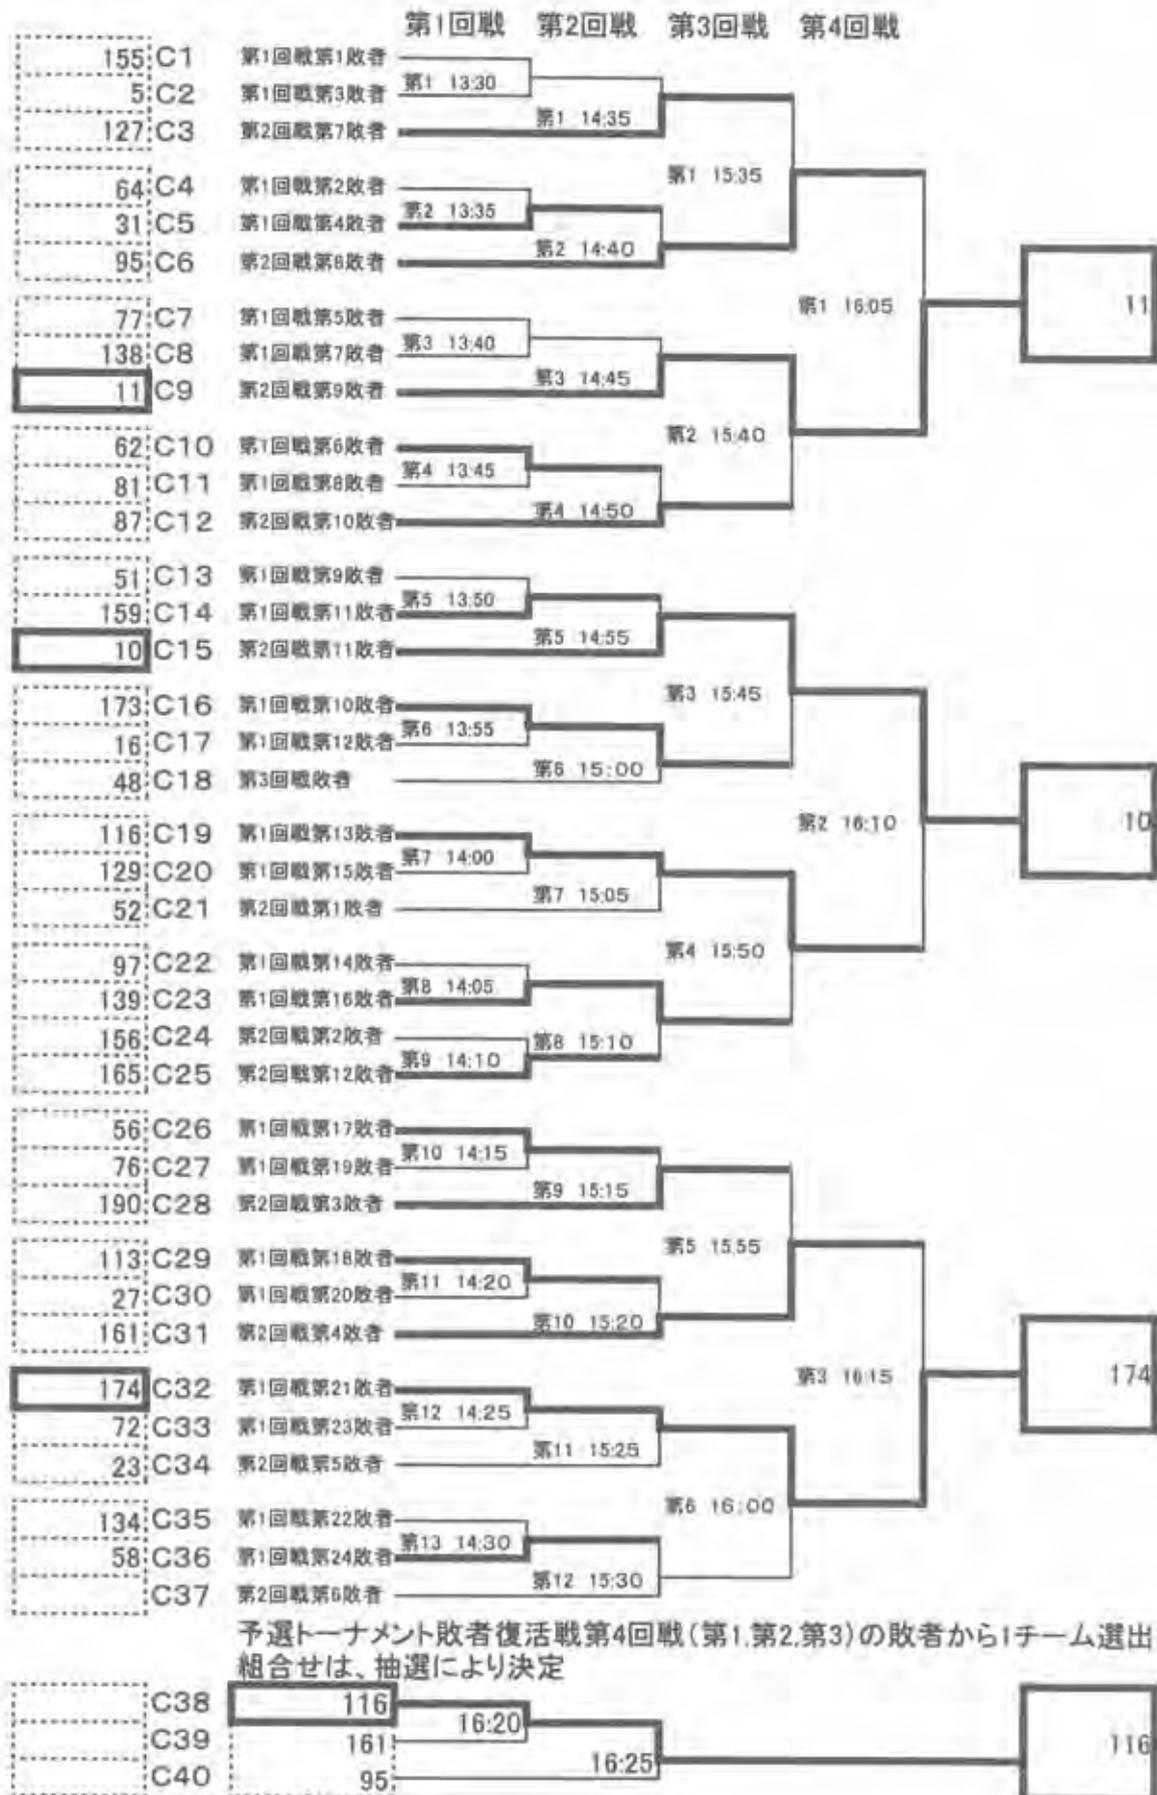 第1回戦 第2回戦 第3回戦 第4回戦
155 C1 第1回戦第1敗者
第1 13:30
5 C2 第1回戦第3敗者
第1 14:35
127 C3 第2回戦第7敗者
第1 15:35
64 C4 第1回戦第2敗者
第2 13:35
31 C5 第1回戦第4敗者
第2 14:40
95 C6 第2回戦第8敗者
第1 16:05
11
77 C7 第1回戦第5敗者
第3 13:40
138 C8 第1回戦第7敗者
第3 14:45
11 C9 第2回戦第9敗者
第2 15:40
62 C10 第1回戦第6敗者
第4 13:45
81 C11 第1回戦第8敗者
第4 14:50
87 C12 第2回戦第10敗者
51 C13 第1回戦第9敗者
第5 13:50
159 C14 第1回戦第11敗者
第5 14:55
10 C15 第2回戦第11敗者
第3 15:45
173 C16 第1回戦第10敗者
第6 13:55
16 C17 第1回戦第12敗者
第6 15:00
48 C18 第3回戦敗者
第2 16:10
10
116 C19 第1回戦第13敗者
第7 14:00
129 C20 第1回戦第15敗者
第7 15:05
52 C21 第2回戦第1敗者
第4 15:50
97 C22 第1回戦第14敗者
第8 14:05
139 C23 第1回戦第16敗者
第8 15:10
156 C24 第2回戦第2敗者
第9 14:10
165 C25 第2回戦第12敗者
56 C26 第1回戦第17敗者
第10 14:15
76 C27 第1回戦第19敗者
第9 15:15
190 C28 第2回戦第3敗者
第5 15:55
113 C29 第1回戦第18敗者
第11 14:20
27 C30 第1回戦第20敗者
第10 15:20
161 C31 第2回戦第4敗者
第3 16:15
174
174 C32 第1回戦第21敗者
第12 14:25
72 C33 第1回戦第23敗者
第11 15:25
23 C34 第2回戦第5敗者
第6 16:00
134 C35 第1回戦第22敗者
第13 14:30
58 C36 第1回戦第24敗者
第12 15:30
C37 第2回戦第6敗者
予選トーナメント敗者復活戦第4回戦(第1,第2,第3)の敗者から1チーム選出
組合せは、抽選により決定
C38 116
16:20
C39 161
16:25
116
C40 95